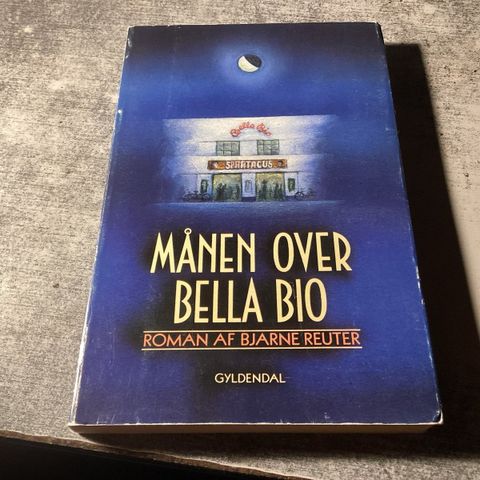 Bella Bio
SPARTACUS
MÅNEN OVER
BELLA BIO
ROMAN AF BJARNE REUTER
GYLDENDAL